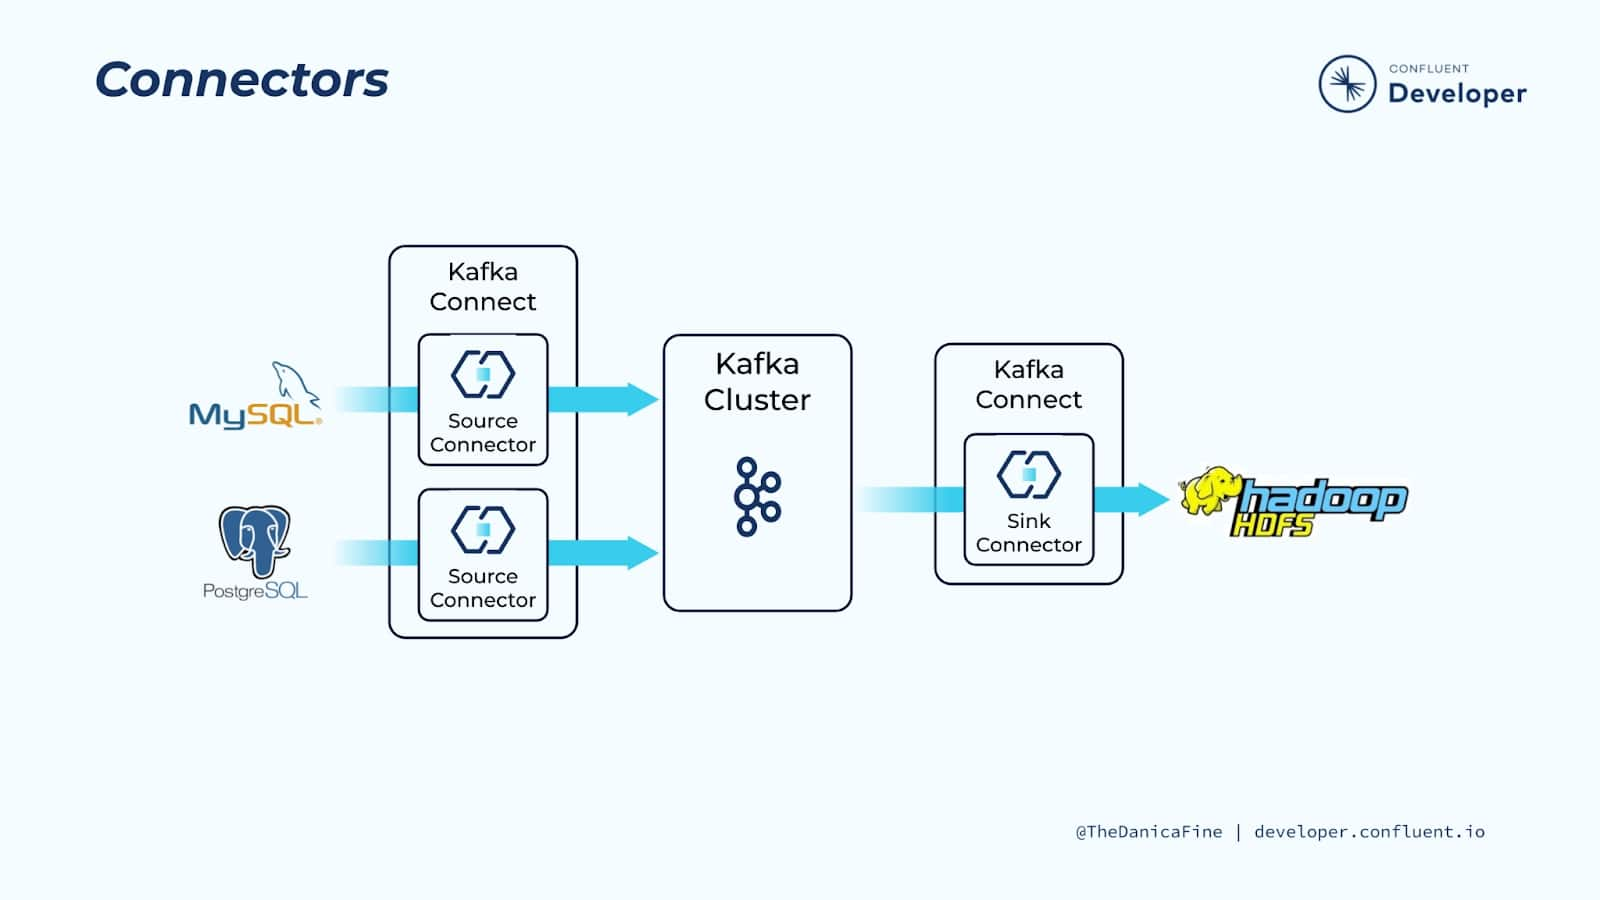 Connectors
CONFLUENT
Developer
Kafka
Connect
Source
Connector
Source
Connector
MySQL®
PostgreSQL
Kafka
Cluster
Kafka
Connect
Sink
Connector
hadoop
HDFS
@TheDanicaFine | developer.confluent.io